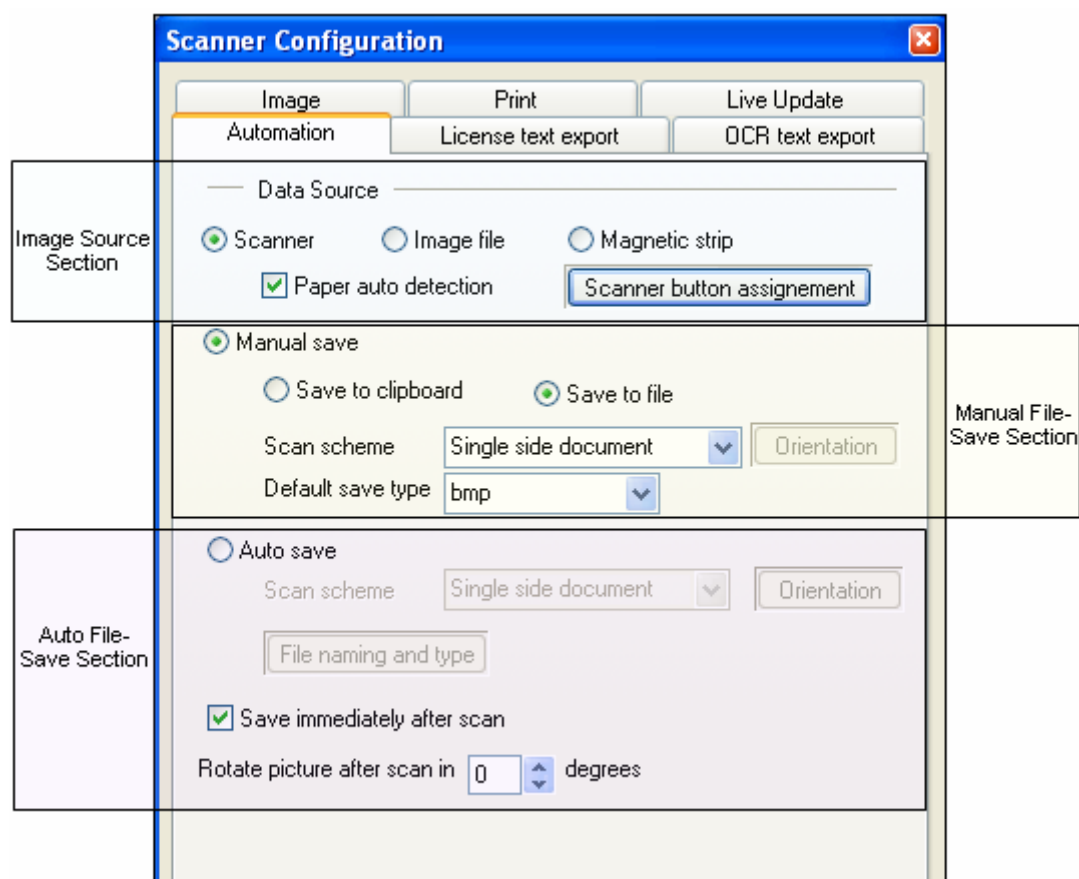 Scanner Configuration
Image Print Live Update
Automation License text export OCR text export
Image Source
Section
Data Source
Scanner Image file Magnetic strip
Paper auto detection Scanner button assignement
Manual save
Save to clipboard Save to file
Scan scheme Single side document Orientation
Default save type bmp
Manual File-
Save Section
Auto save
Scan scheme Single side document Orientation
Auto File-
Save Section
File naming and type
Save immediately after scan
Rotate picture after scan in 0 degrees